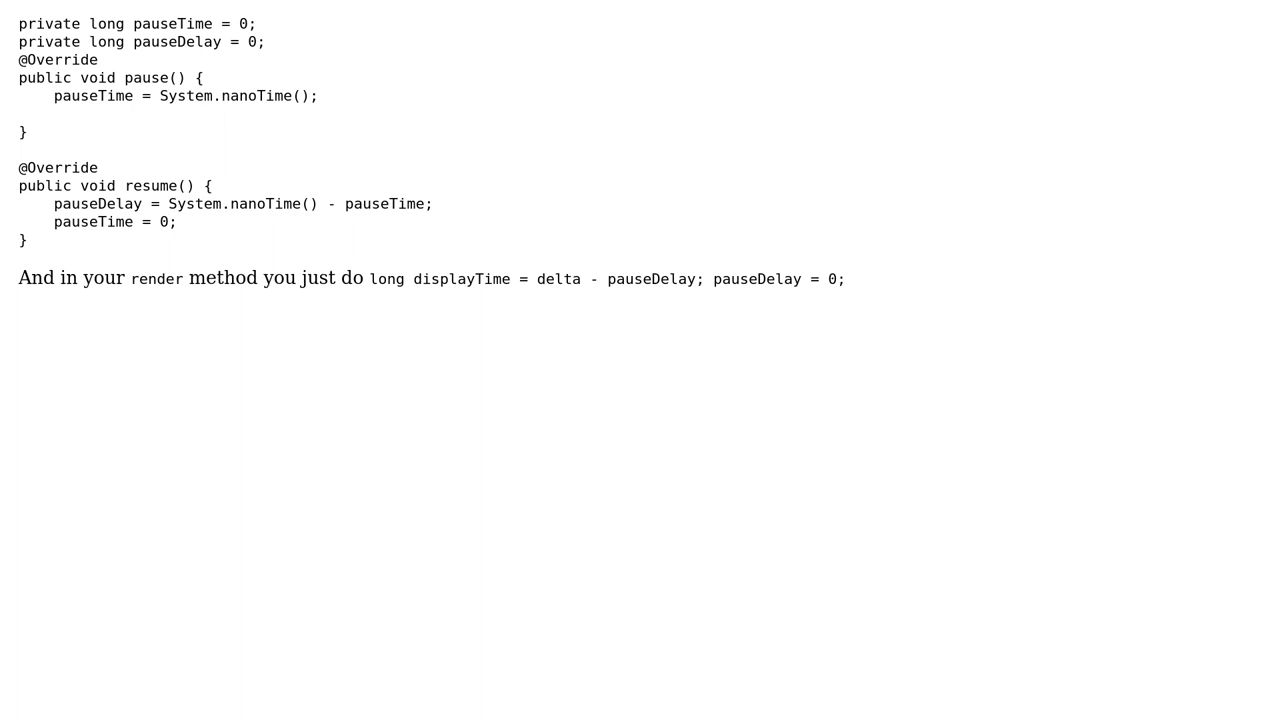 private long pauseTime = 0;
private long pauseDelay = 0;
@Override
public void pause() {
    pauseTime = System.nanoTime();

}

@Override
public void resume() {
    pauseDelay = System.nanoTime() - pauseTime;
    pauseTime = 0;
}

And in your render method you just do long displayTime = delta - pauseDelay; pauseDelay = 0;